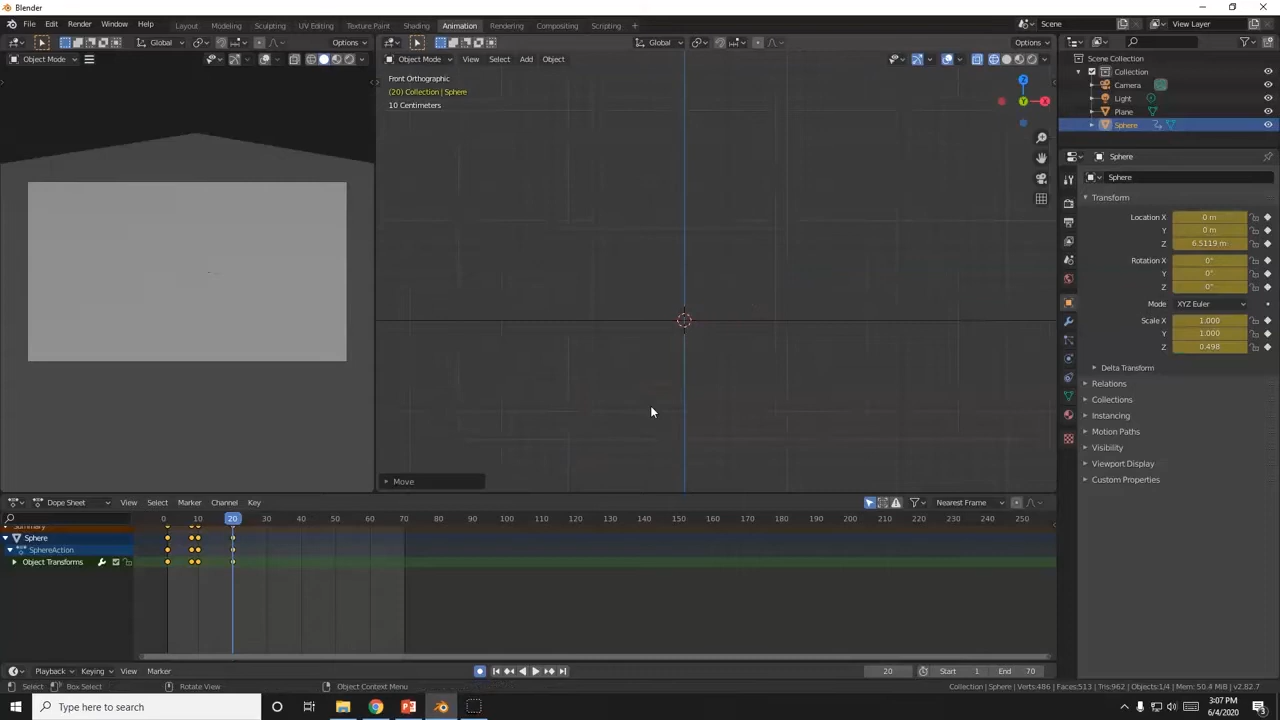 Blender
File Edit Render Window Help
Layout Modeling Sculpting UV Editing Texture Paint Shading Animation Rendering Compositing Scripting +
Scene
View Layer
Global
Options
Global
Options
Object Mode
Object Mode View Select Add Object
Front Orthographic
(20) Collection | Sphere
10 Centimeters
Z
Y
X
Scene Collection
Collection
Camera
Light
Plane
Sphere
Sphere
Sphere
Transform
Location X 0 m
Y 0 m
Z 6.5119 m
Rotation X 0°
Y 0°
Z 0°
Mode XYZ Euler
Scale X 1.000
Y 1.000
Z 0.498
Delta Transform
Relations
Collections
Instancing
Motion Paths
Visibility
Viewport Display
Custom Properties
Move
Dope Sheet View Select Marker Channel Key
Nearest Frame
0 10 20 30 40 50 60 70 80 90 100 110 120 130 140 150 160 170 180 190 200 210 220 230 240 250
Summary
Sphere
SphereAction
Object Transforms
Playback Keying View Marker
20 Start 1 End 70
Select Box Select Rotate View Object Context Menu
Collection | Sphere | Verts:486 | Faces:513 | Tris:962 | Objects:1/4 | Mem: 50.4 MiB | v2.82.7
Type here to search
3:07 PM
6/4/2020
3